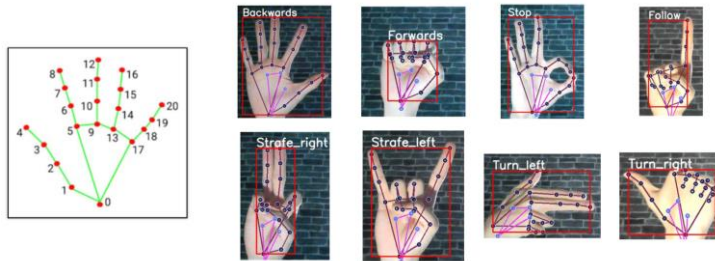 Backwards
Forwards
Stop
Follow
12
8
16
11
7
15
20
6
10
14
19
4
5
9
13
18
3
17
2
1
0
Strafe_right
Strafe_left
Turn_left
Turn_right